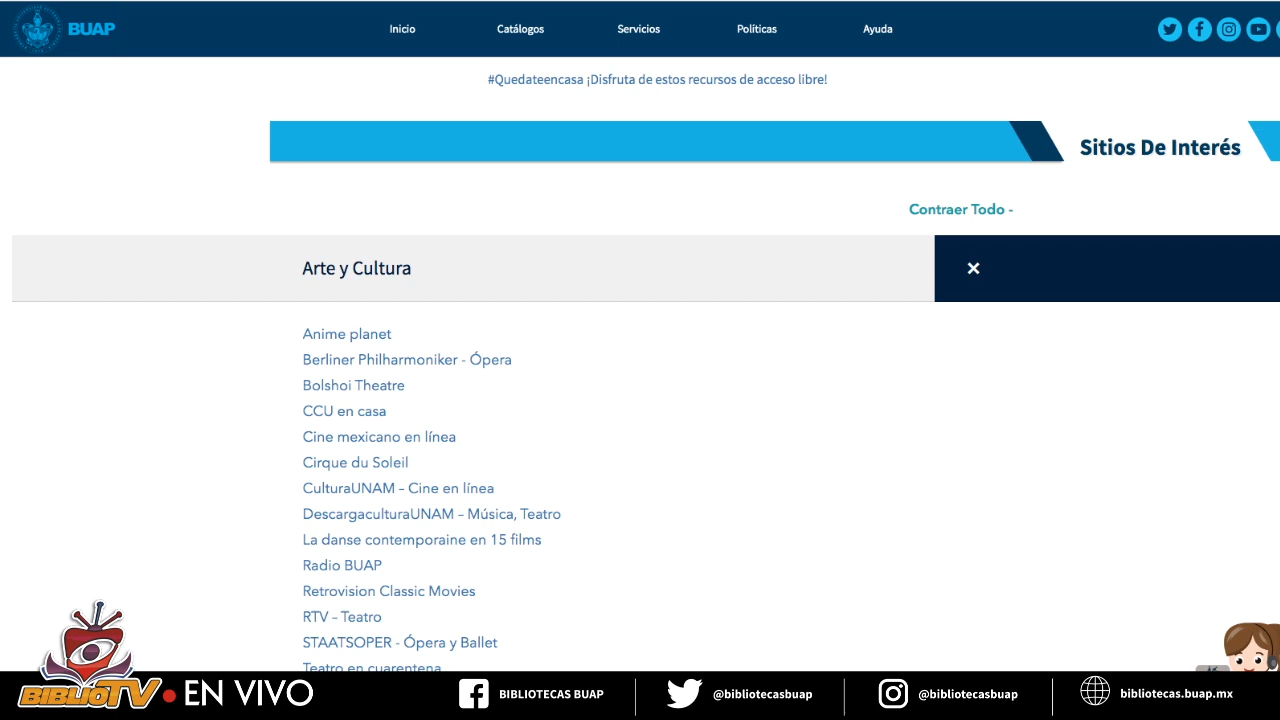 BUAP
Inicio
Catálogos
Servicios
Políticas
Ayuda
#Quedateencasa ¡Disfruta de estos recursos de acceso libre!
Sitios De Interés
Contraer Todo -
Arte y Cultura
Anime planet
Berliner Philharmoniker - Ópera
Bolshoi Theatre
CCU en casa
Cine mexicano en línea
Cirque du Soleil
CulturaUNAM – Cine en línea
DescargaculturaUNAM – Música, Teatro
La danse contemporaine en 15 films
Radio BUAP
Retrovision Classic Movies
RTV – Teatro
STAATSOPER - Ópera y Ballet
Teatro en cuarentena
BIBLIOTV
EN VIVO
BIBLIOTECAS BUAP
@bibliotecasbuap
@bibliotecasbuap
bibliotecas.buap.mx